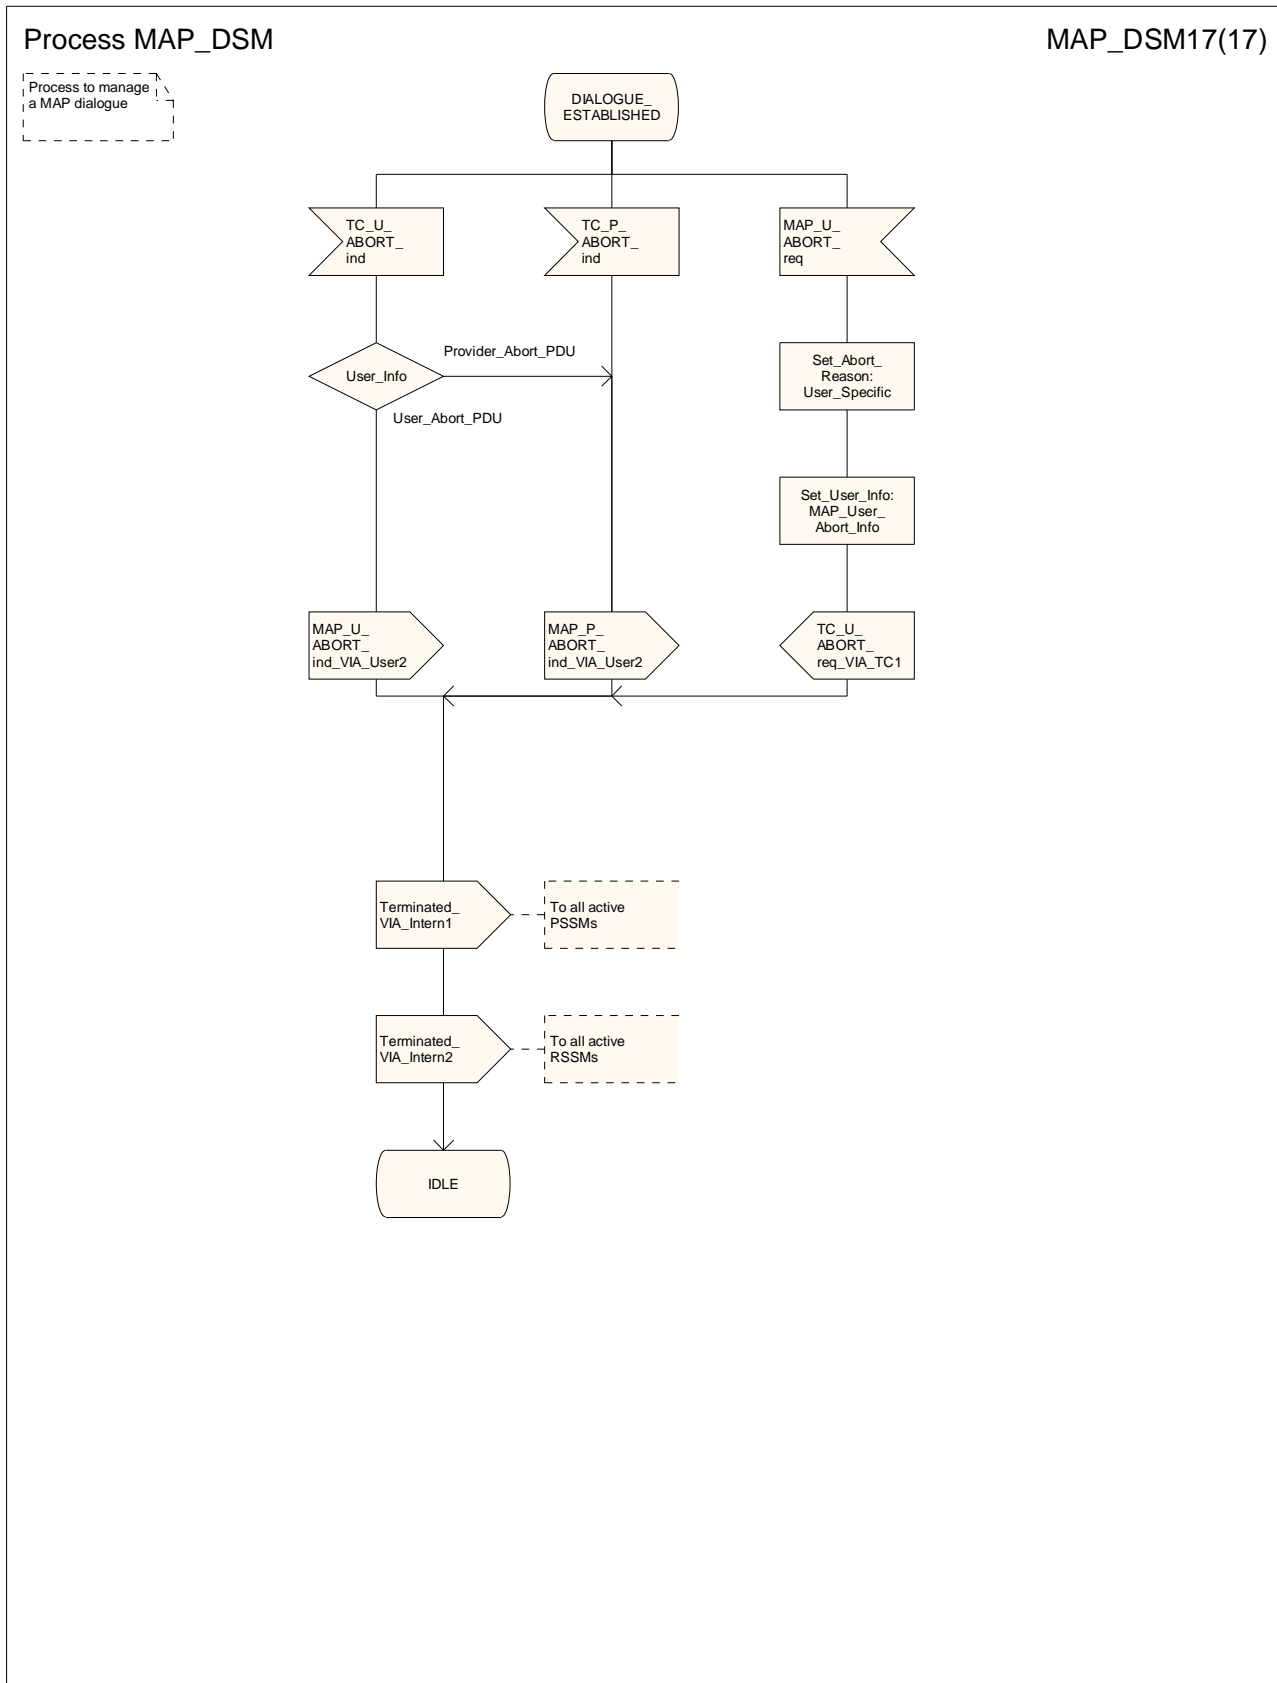 Process MAP_DSM
MAP_DSM17(17)
Process to manage
a MAP dialogue
DIALOGUE_
ESTABLISHED
TC_U_
ABORT_
ind
TC_P_
ABORT_
ind
MAP_U_
ABORT_
req
User_Info
Provider_Abort_PDU
User_Abort_PDU
Set_Abort_
Reason:
User_Specific
Set_User_Info:
MAP_User_
Abort_Info
MAP_U_
ABORT_
ind_VIA_User2
MAP_P_
ABORT_
ind_VIA_User2
TC_U_
ABORT_
req_VIA_TC1
Terminated_
VIA_Intern1
To all active
PSSMs
Terminated_
VIA_Intern2
To all active
RSSMs
IDLE